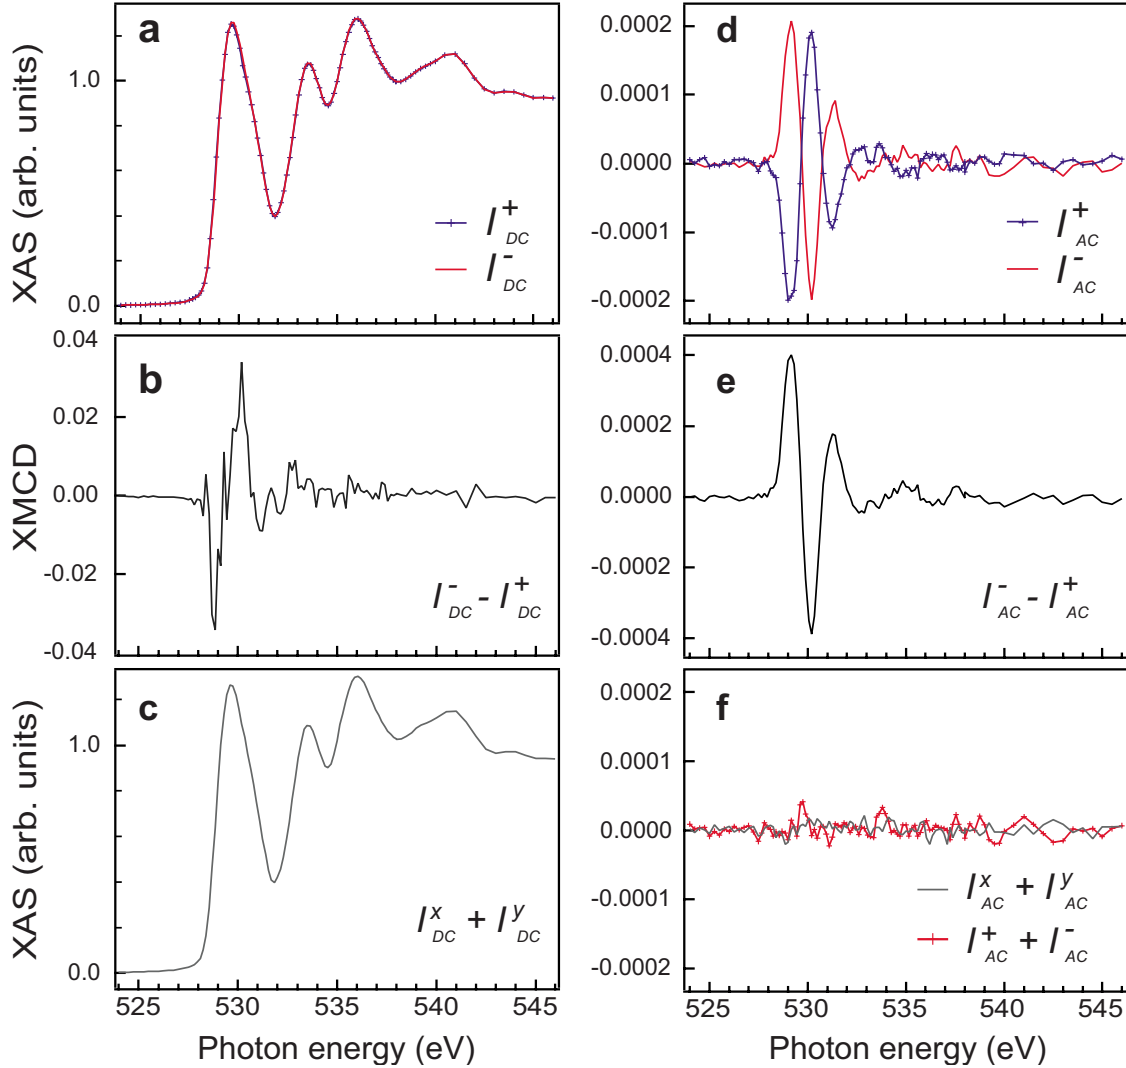 a
XAS (arb. units)
1.0
0.0
I+DC
I-DC
b
XMCD
0.04
0.02
0.00
-0.02
-0.04
I-DC - I+DC
c
XAS (arb. units)
1.0
0.0
IxDC + IyDC
525 530 535 540 545
Photon energy (eV)
d
0.0002
0.0001
0.0000
-0.0001
-0.0002
I+AC
I-AC
e
0.0004
0.0002
0.0000
-0.0002
-0.0004
I-AC - I+AC
f
0.0002
0.0001
0.0000
-0.0001
-0.0002
IxAC + IyAC
I+AC + I-AC
525 530 535 540 545
Photon energy (eV)